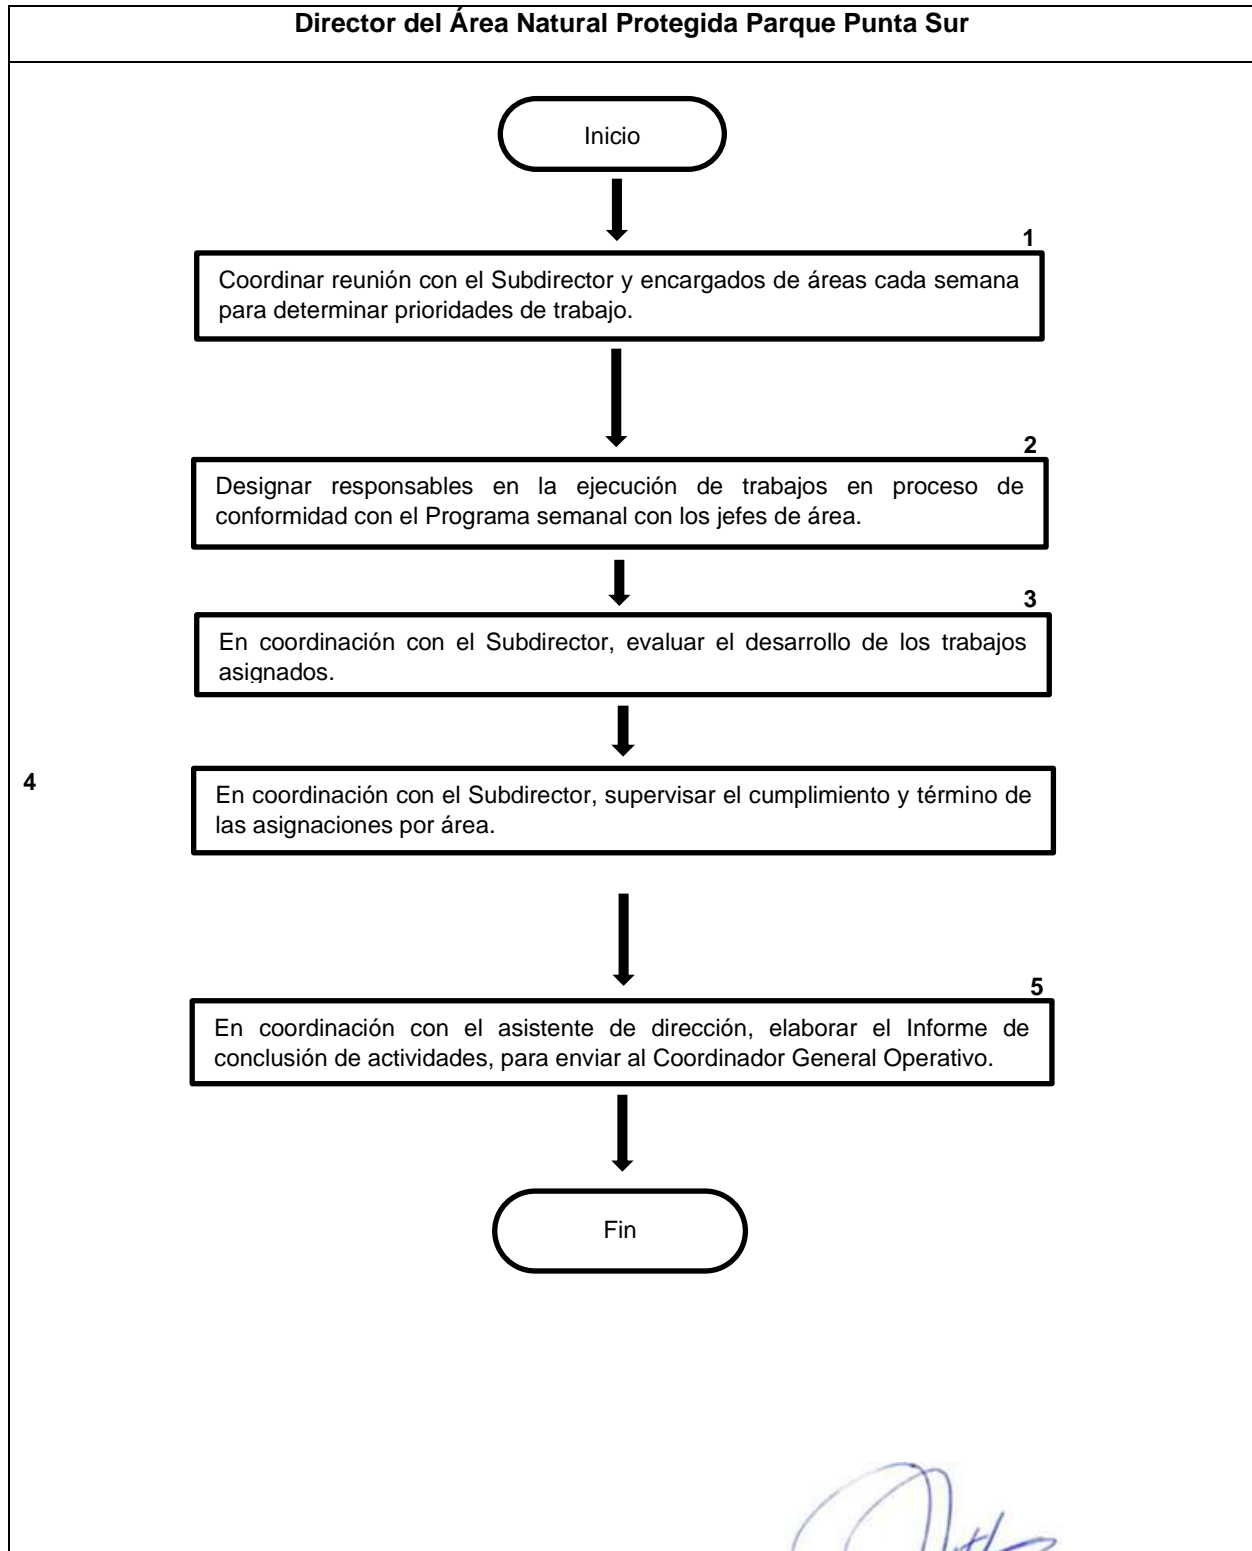 Director del Área Natural Protegida Parque Punta Sur
Inicio
1
Coordinar reunión con el Subdirector y encargados de áreas cada semana
para determinar prioridades de trabajo.
2
Designar responsables en la ejecución de trabajos en proceso de
conformidad con el Programa semanal con los jefes de área.
3
En coordinación con el Subdirector, evaluar el desarrollo de los trabajos
asignados.
4
En coordinación con el Subdirector, supervisar el cumplimiento y término de
las asignaciones por área.
5
En coordinación con el asistente de dirección, elaborar el Informe de
conclusión de actividades, para enviar al Coordinador General Operativo.
Fin